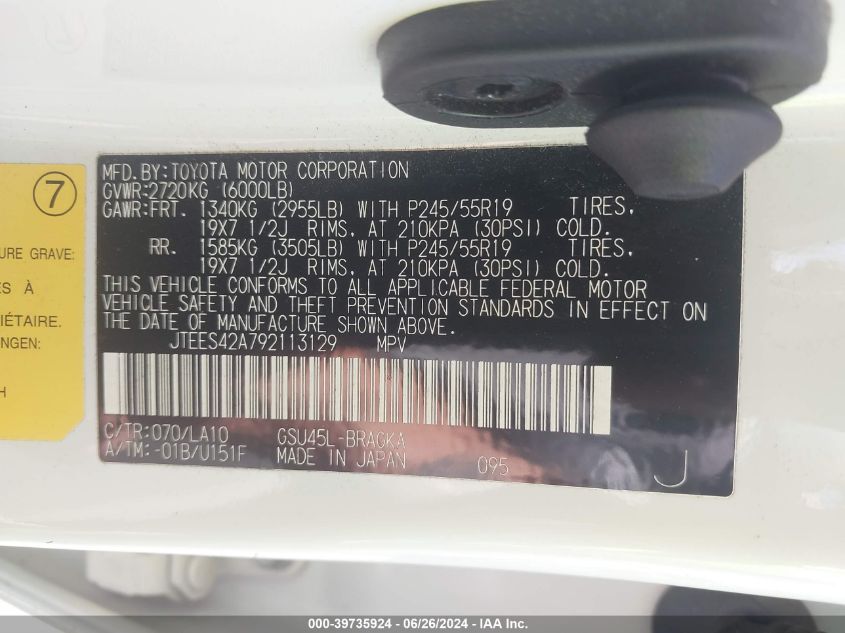 MFD.BY:TOYOTA MOTOR CORPORATION
GVWR:2720KG (6000LB)
GAWR:FRT. 1340KG (2955LB) WITH P245/55R19 TIRES,
19X7 1/2J RIMS, AT 210KPA (30PSI) COLD.
RR. 1585KG (3505LB) WITH P245/55R19 TIRES,
19X7 1/2J RIMS, AT 210KPA (30PSI) COLD.
THIS VEHICLE CONFORMS TO ALL APPLICABLE FEDERAL MOTOR
VEHICLE SAFETY AND THEFT PREVENTION STANDARDS IN EFFECT ON
THE DATE OF MANUFACTURE SHOWN ABOVE.
JTEES42A792113129 MPV
C/TR:070/LA10 GSU45L-BRAGKA
A/TM:-01B/U151F MADE IN JAPAN 095 J
7
URE GRAVE:
ÉS À
IÉTAIRE.
NGEN:
H
000-39735924 / 06/26/2024 / IAA Inc.